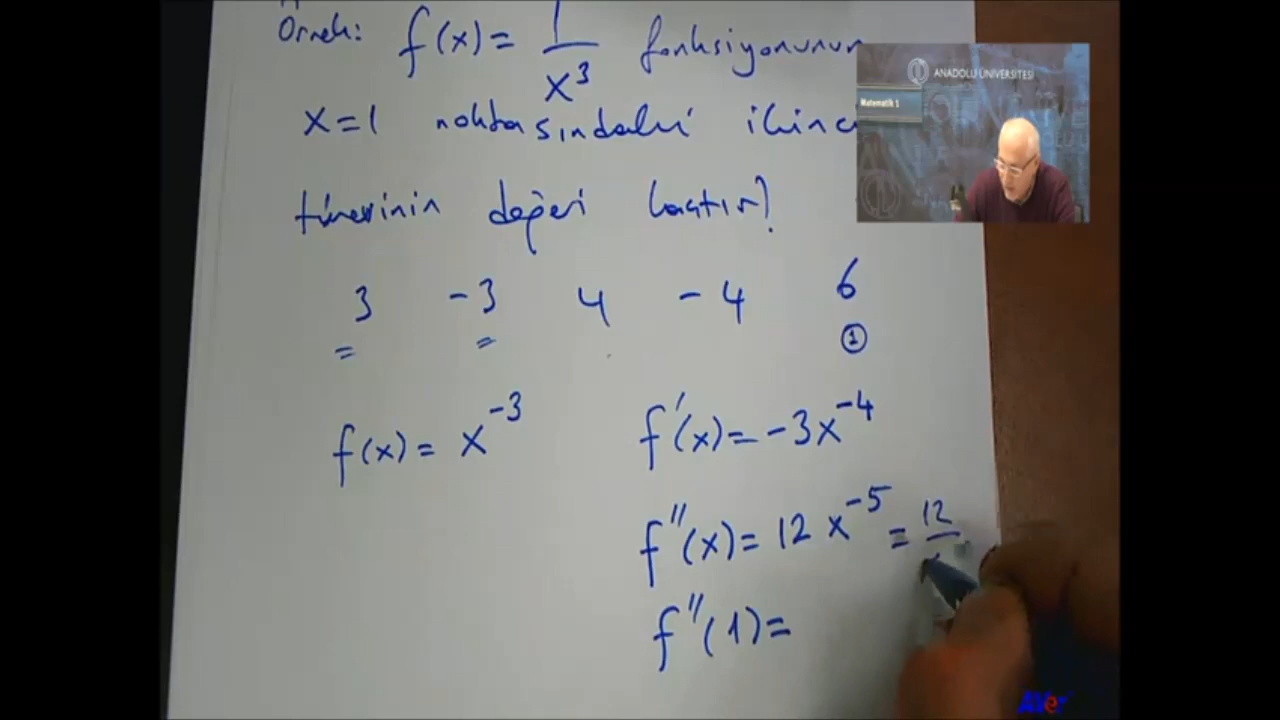 Örnek: f(x) = 1/x³ fonksiyonunun
x=1 noktasındaki ikinc
türevinin değeri kaçtır?
3 -3 4 -4 6
= = ①
f(x) = x⁻³ f'(x) = -3x⁻⁴
f''(x) = 12 x⁻⁵ = 12
f''(1) =
ANADOLU ÜNİVERSİTESİ
Matematik 1
AVer